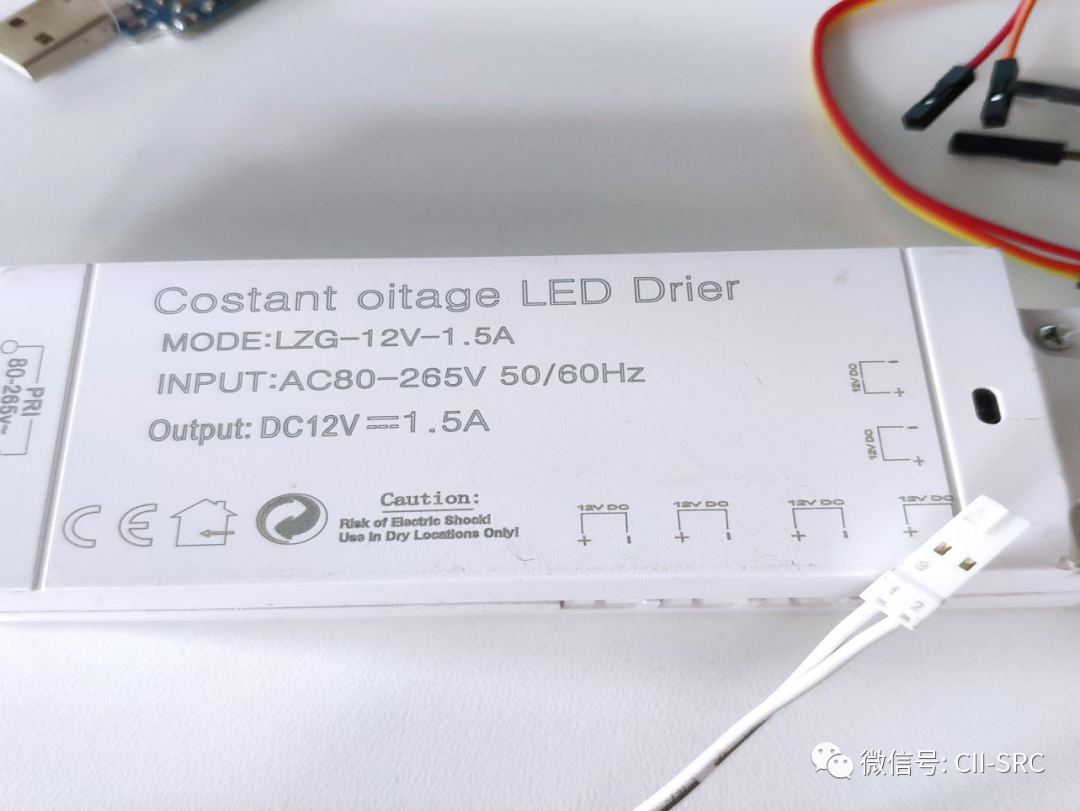 Costant oitage LED Drier
MODE:LZG-12V-1.5A
INPUT:AC80-265V 50/60Hz
Output: DC12V⎓1.5A
PRI
80-265V~
12V DC
- +
12V DC
- +
CE
Caution:
Risk of Electric Shock!
Use in Dry Locations Only!
12V DC
+ -
12V DC
+ -
12V DC
+ -
12V DC
+
1 2
微信号: CII-SRC